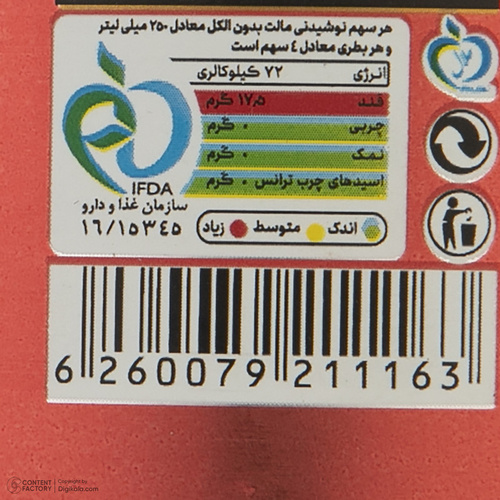 هر سهم نوشیدنی مالت بدون الکل معادل ۲۵۰ میلی لیتر
و هر بطری معادل ٤ سهم است
انرژی ۷۲ کیلوکالری
قند ۱۷٫۵ گرم
چربی ۰ گرم
نمک ۰ گرم
اسیدهای چرب ترانس ۰ گرم
IFDA
سازمان غذا و دارو
۱۶/۱۵۳٤۵
اندک متوسط زیاد
6 260079 211163
CONTENT FACTORY
Digikala.com